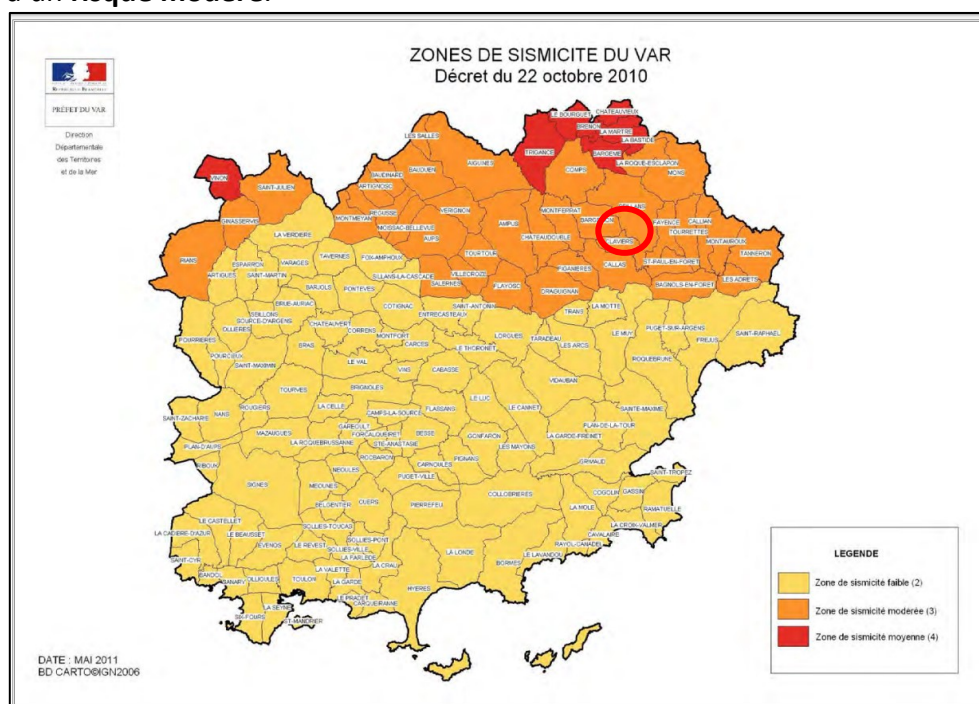 d'un Risque modéré.
ZONES DE SISMICITE DU VAR
Décret du 22 octobre 2010
PRÉFET DU VAR
Direction
Départementale
des Territoires
et de la Mer
LE BOURGUET
CHATEAUVIEUX
BRENON
LA MARTRE
LA BASTIDE
TRIGANCE
BARGEME
LA ROQUE-ESCLAPON
COMPS
MONS
LES SALLES
AIGUINES
BAUDUEN
BAUDINARD
ARTIGNOSC
VINON
SAINT-JULIEN
GINASSERVIS
MONTMEYAN
REGUSSE
MOISSAC-BELLEVUE
VERIGNON
AUPS
AMPUS
MONTFERRAT
CHATEAUDOUBLE
CLAVIERS
FAYENCE
CALLIAN
TOURRETTES
MONTAUROUX
TANNERON
RIANS
LA VERDIERE
ARTIGUES
ESPARRON
VARAGES
TAVERNES
FOX-AMPHOUX
TOURTOUR
VILLECROZE
SALERNES
FLAYOSC
FIGANIERES
CALLAS
ST-PAUL-EN-FORET
BAGNOLS-EN-FORET
LES ADRETS
SAINT-MARTIN
BARJOLS
PONTEVES
SILLANS-LA-CASCADE
DRAGUIGNAN
TRANS
LA MOTTE
BRUE-AURIAC
SEILLONS
SOURCE-D'ARGENS
OLLIERES
COTIGNAC
ENTRECASTEAUX
SAINT-ANTONIN
CHATEAUVERT
CORRENS
MONTFORT
CARCES
LORGUES
TARADEAU
LES ARCS
LE MUY
PUGET-SUR-ARGENS
FREJUS
SAINT-RAPHAEL
POURRIERES
POURCIEUX
SAINT-MAXIMIN
BRAS
LE VAL
VINS
CABASSE
LE THORONET
ROQUEBRUNE
VIDAUBAN
TOURVES
BRIGNOLES
LE LUC
LE CANNET
SAINTE-MAXIME
SAINT-ZACHARIE
NANS
ROUGIERS
LA CELLE
CAMPS-LA-SOURCE
FLASSANS
PLAN-DE-LA-TOUR
PLAN-D'AUPS
MAZAUGUES
LA ROQUEBRUSSANNE
GAREOULT
FORCALQUEIRET
STE-ANASTASIE
BESSE
GONFARON
LES MAYONS
LA GARDE-FREINET
RIBOUX
ROCBARON
CARNOULES
PIGNANS
GRIMAUD
SAINT-TROPEZ
SIGNES
NEOULES
MEOUNES
PUGET-VILLE
COLLOBRIERES
COGOLIN
GASSIN
BELGENTIER
CUERS
PIERREFEU
LA MOLE
RAMATUELLE
LE CASTELLET
SOLLIES-TOUCAS
LA CROIX-VALMER
LA CADIERE-D'AZUR
LE BEAUSSET
EVENOS
LE REVEST
SOLLIES-PONT
SOLLIES-VILLE
CAVALAIRE
RAYOL-CANADEL
LA FARLEDE
LA LONDE
LE LAVANDOU
SAINT-CYR
LA VALETTE
LA CRAU
BORMES
BANDOL
SANARY
OLLIOULES
TOULON
LA GARDE
HYERES
LE PRADET
CARQUEIRANNE
LA SEYNE
SIX-FOURS
ST-MANDRIER
LEGENDE
Zone de sismicité faible (2)
Zone de sismicité modérée (3)
Zone de sismicité moyenne (4)
DATE : MAI 2011
BD CARTO©IGN2006